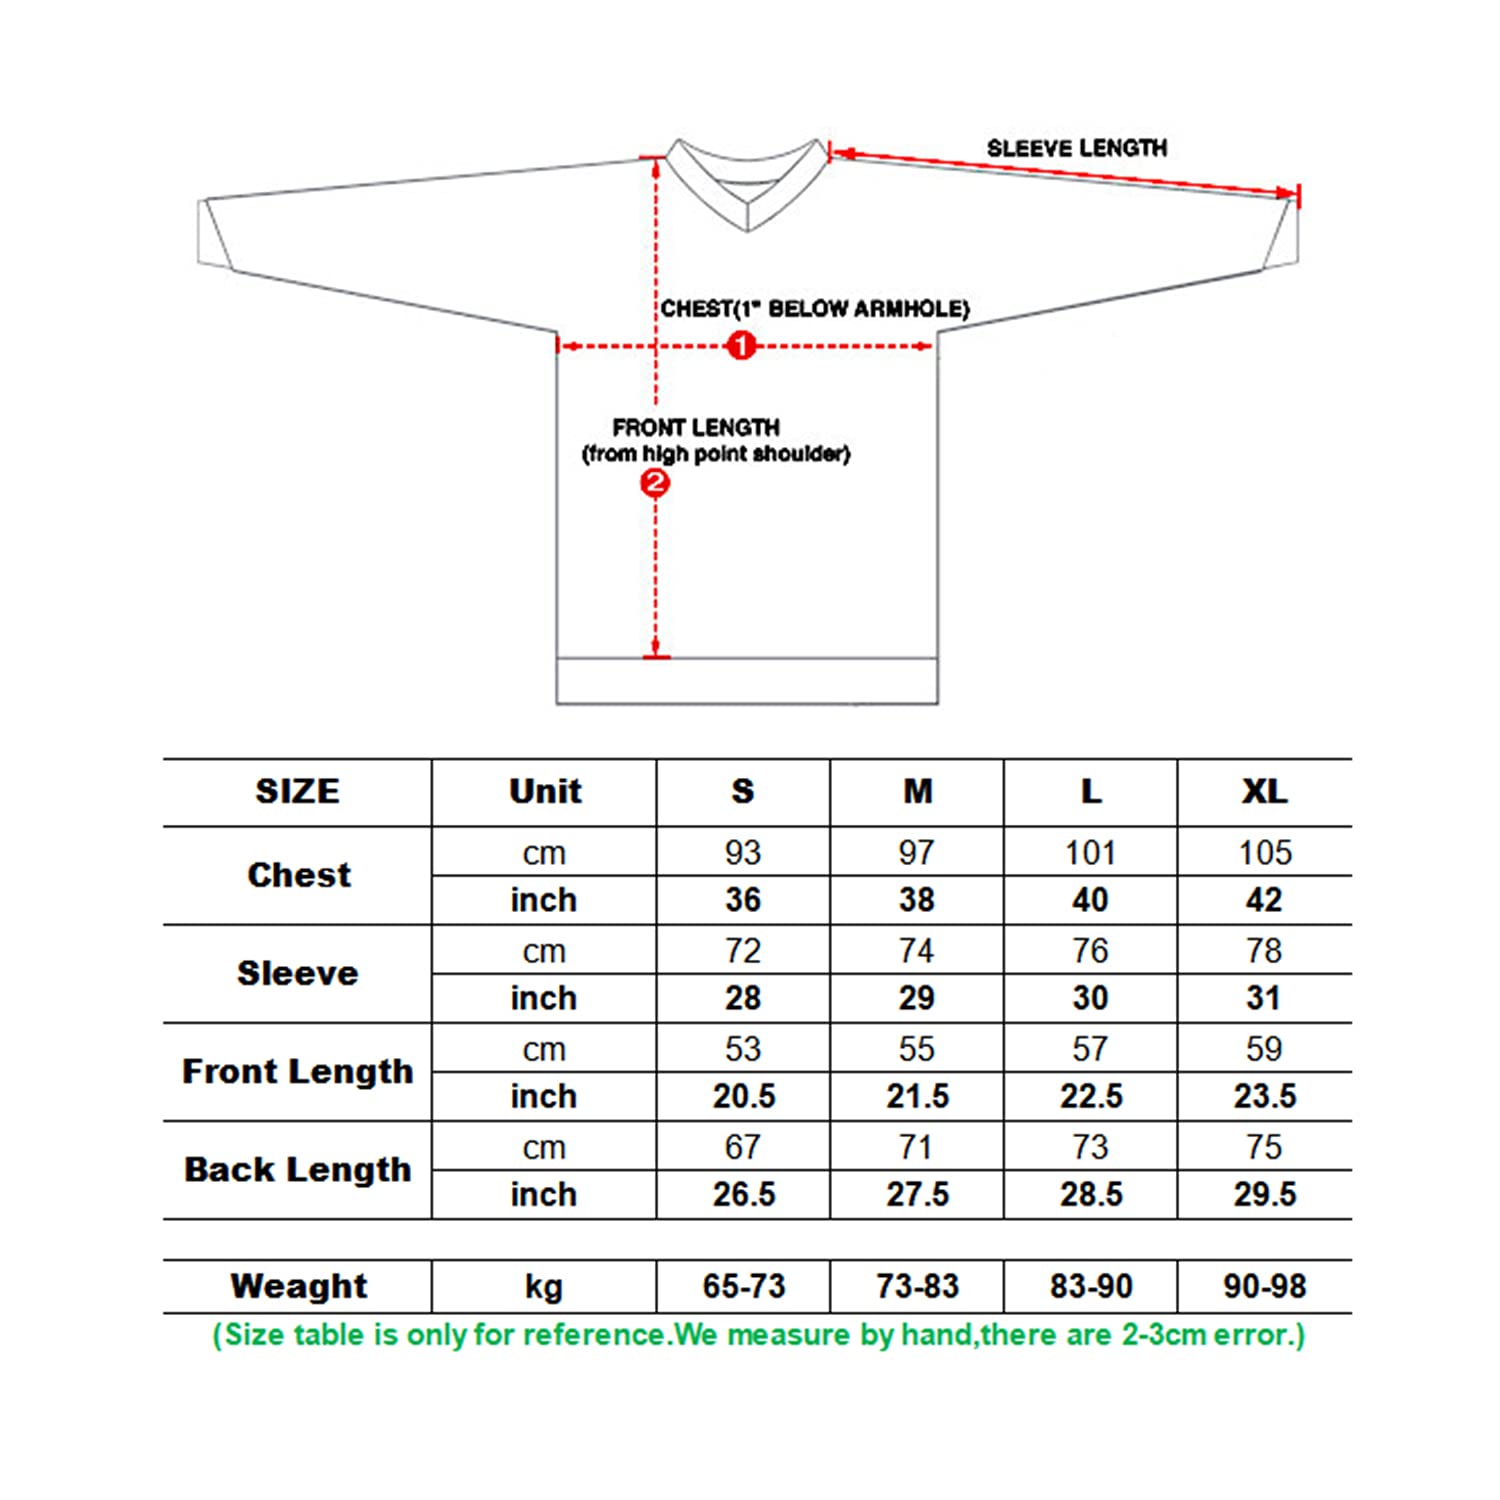 SLEEVE LENGTH
CHEST(1" BELOW ARMHOLE)
1
FRONT LENGTH
(from high point shoulder)
2
SIZE Unit S M L XL
Chest cm 93 97 101 105
inch 36 38 40 42
Sleeve cm 72 74 76 78
inch 28 29 30 31
Front Length cm 53 55 57 59
inch 20.5 21.5 22.5 23.5
Back Length cm 67 71 73 75
inch 26.5 27.5 28.5 29.5
Weaght kg 65-73 73-83 83-90 90-98
(Size table is only for reference.We measure by hand,there are 2-3cm error.)